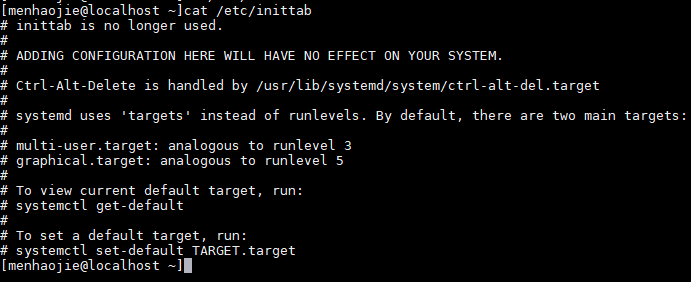 [menhaojie@localhost ~]cat /etc/inittab
# inittab is no longer used.
#
# ADDING CONFIGURATION HERE WILL HAVE NO EFFECT ON YOUR SYSTEM.
#
# Ctrl-Alt-Delete is handled by /usr/lib/systemd/system/ctrl-alt-del.target
#
# systemd uses 'targets' instead of runlevels. By default, there are two main targets:
#
# multi-user.target: analogous to runlevel 3
# graphical.target: analogous to runlevel 5
#
# To view current default target, run:
# systemctl get-default
#
# To set a default target, run:
# systemctl set-default TARGET.target
[menhaojie@localhost ~]